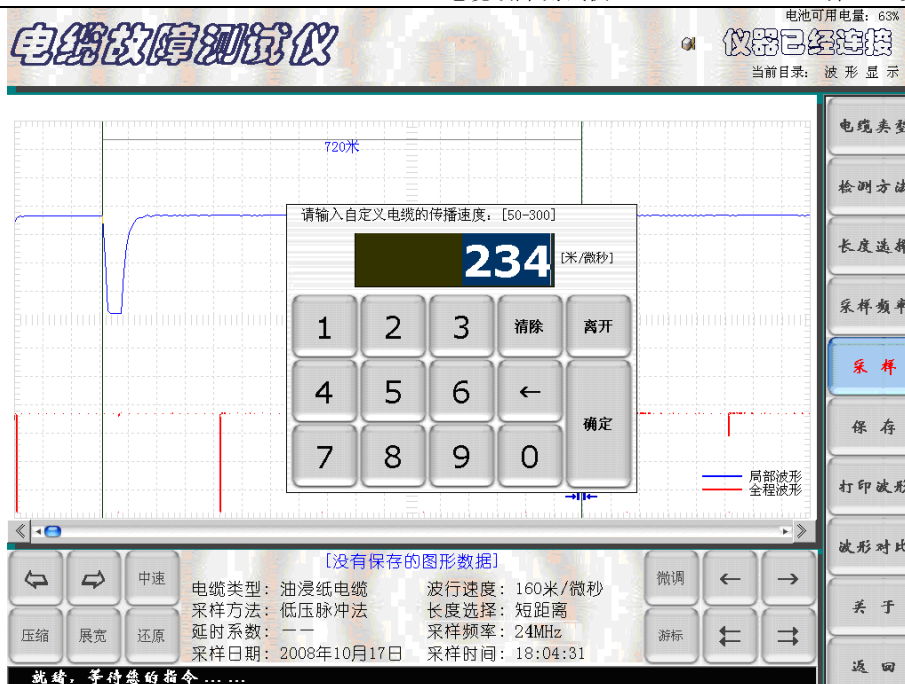 电缆故障测试仪
电池可用电量: 63%
仪器已经连接
当前目录: 波形显示
720米
请输入自定义电缆的传播速度: [50-300]
234 [米/微秒]
1 2 3 清除 离开
4 5 6 ←
确定
7 8 9 0
局部波形
全程波形
电缆类型
检测方法
长度选择
采样频率
采 样
保 存
打印波形
波形对比
关 于
返 回
[没有保存的图形数据]
中速
电缆类型: 油浸纸电缆 波行速度: 160米/微秒
采样方法: 低压脉冲法 长度选择: 短距离
延时系数: —— 采样频率: 24MHz
采样日期: 2008年10月17日 采样时间: 18:04:31
微调 ← →
压缩 展宽 还原
游标
就绪, 等待您的指令……